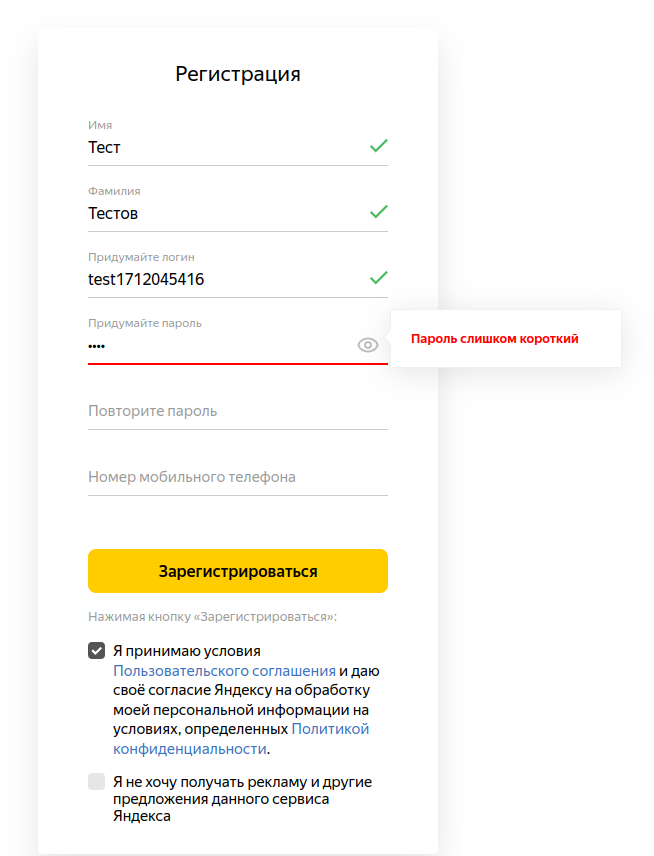 Регистрация
Имя
Тест
Фамилия
Тестов
Придумайте логин
test1712045416
Придумайте пароль
••••
Пароль слишком короткий
Повторите пароль
Номер мобильного телефона
Зарегистрироваться
Нажимая кнопку «Зарегистрироваться»:
Я принимаю условия
Пользовательского соглашения и даю
своё согласие Яндексу на обработку
моей персональной информации на
условиях, определенных Политикой
конфиденциальности.
Я не хочу получать рекламу и другие
предложения данного сервиса
Яндекса